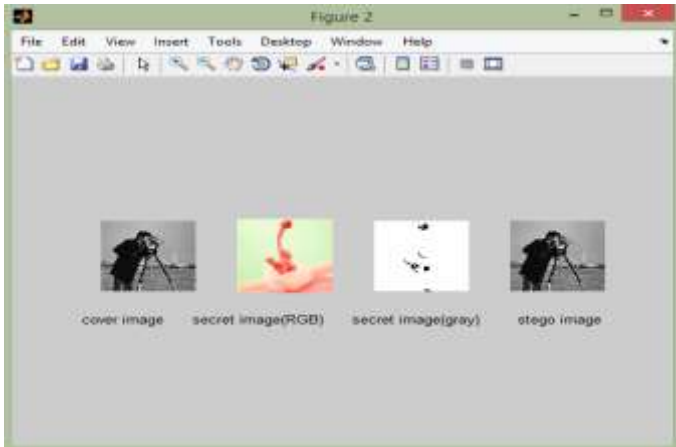 Figure 2
File Edit View Insert Tools Desktop Window Help
cover image secret image(RGB) secret image(gray) stego image